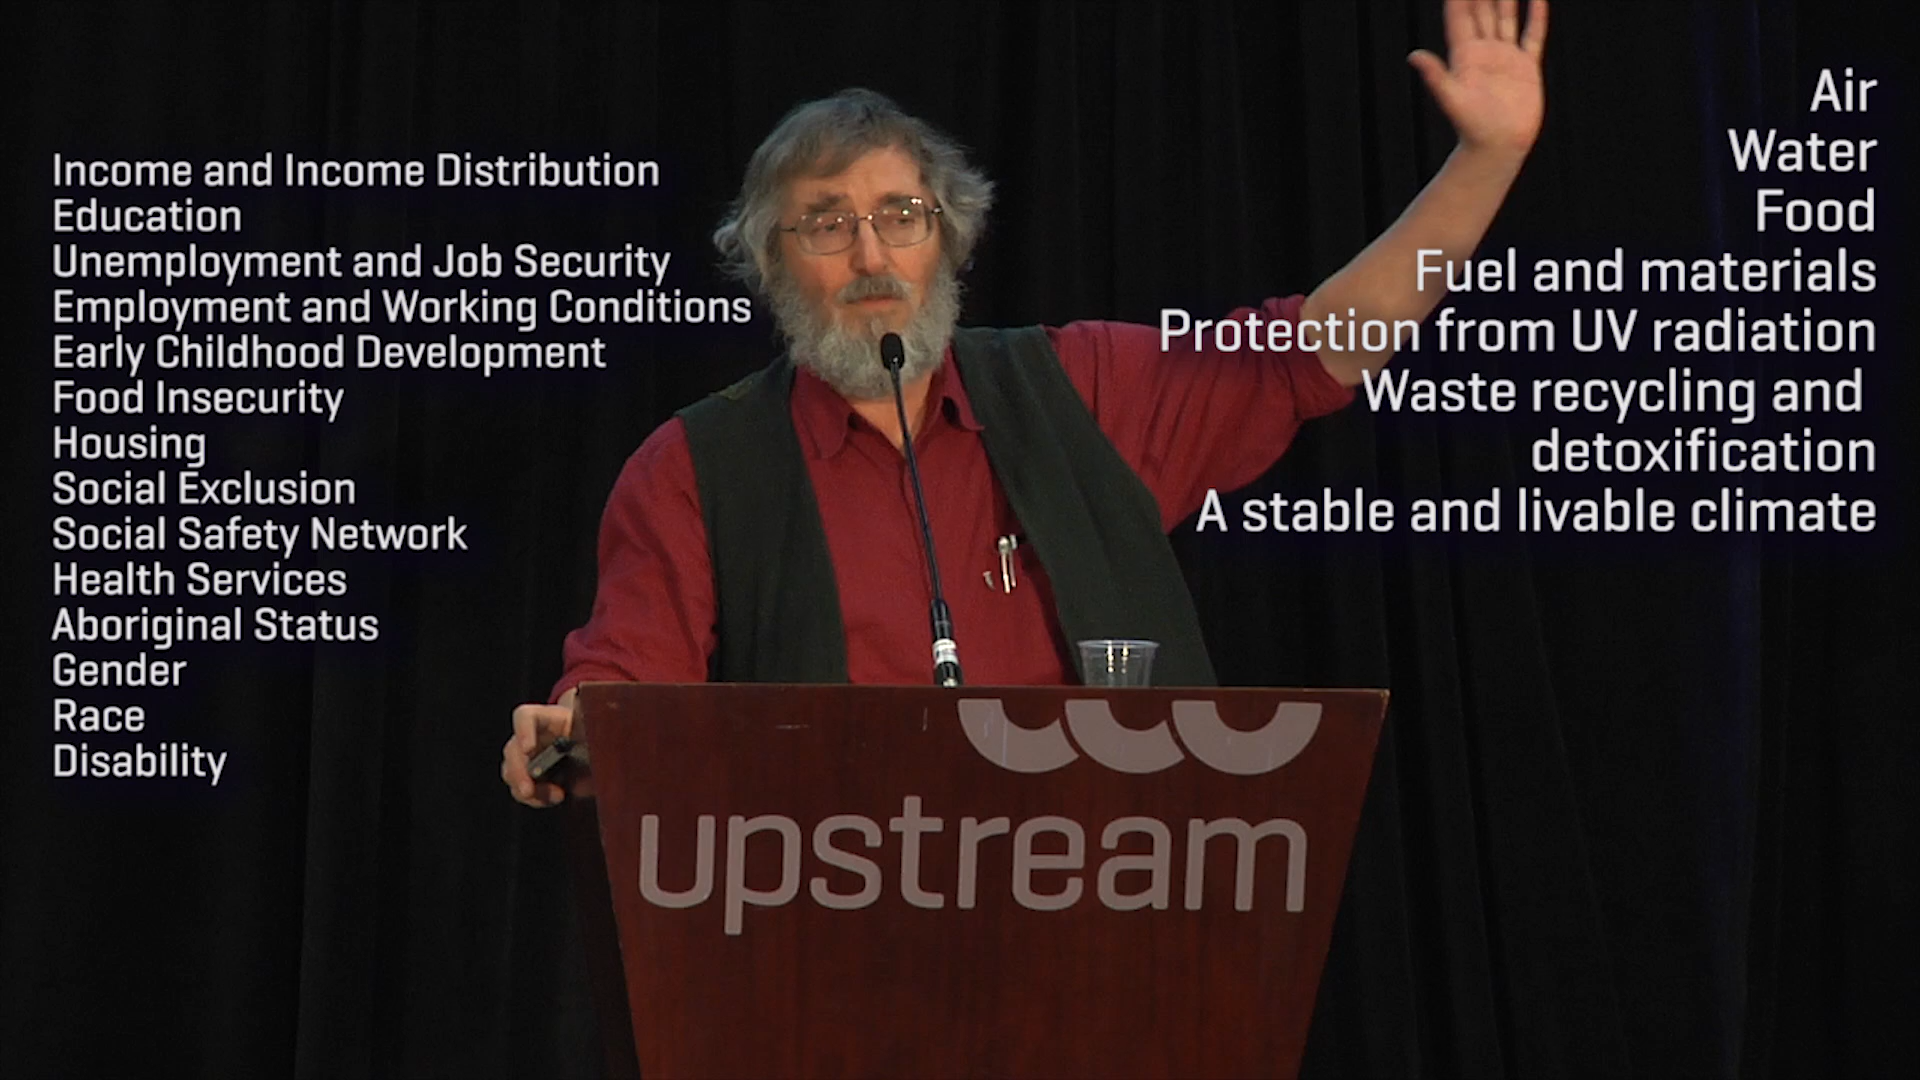 Income and Income Distribution
Education
Unemployment and Job Security
Employment and Working Conditions
Early Childhood Development
Food Insecurity
Housing
Social Exclusion
Social Safety Network
Health Services
Aboriginal Status
Gender
Race
Disability
Air
Water
Food
Fuel and materials
Protection from UV radiation
Waste recycling and
detoxification
A stable and livable climate
upstream